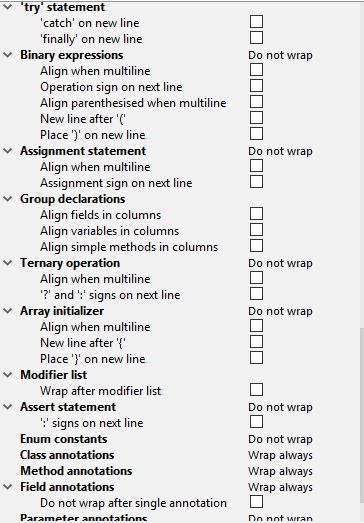 'try' statement
'catch' on new line
'finally' on new line
Binary expressions Do not wrap
Align when multiline
Operation sign on next line
Align parenthesised when multiline
New line after '('
Place ')' on new line
Assignment statement Do not wrap
Align when multiline
Assignment sign on next line
Group declarations
Align fields in columns
Align variables in columns
Align simple methods in columns
Ternary operation Do not wrap
Align when multiline
'?' and ':' signs on next line
Array initializer Do not wrap
Align when multiline
New line after '{'
Place '}' on new line
Modifier list
Wrap after modifier list
Assert statement Do not wrap
':' signs on next line
Enum constants Do not wrap
Class annotations Wrap always
Method annotations Wrap always
Field annotations Wrap always
Do not wrap after single annotation
Parameter annotations Do not wrap